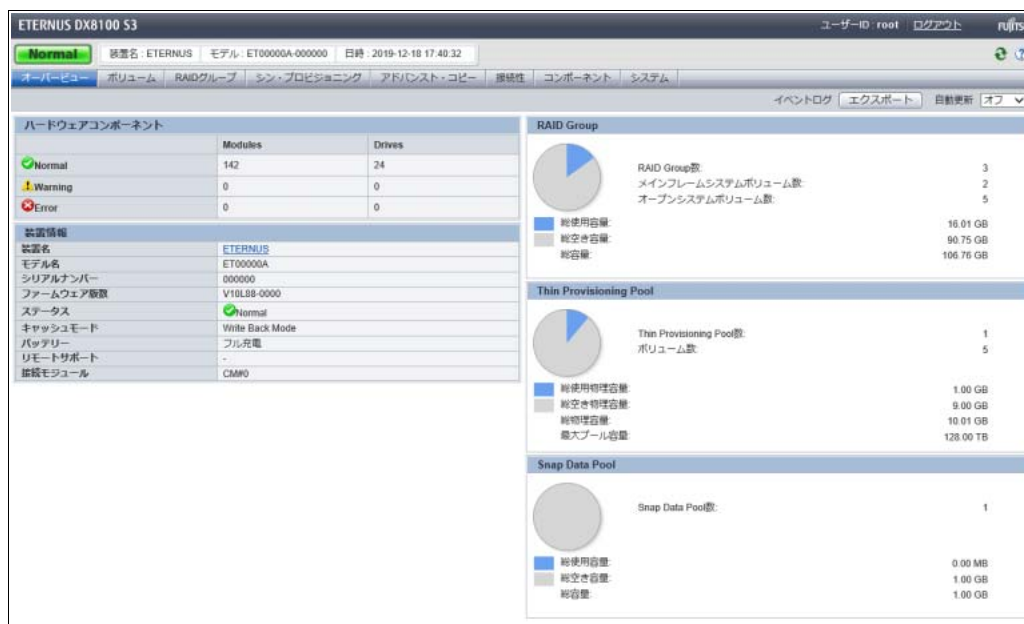 ETERNUS DX8100 S3
ユーザーID : root ログアウト
Normal 装置名 : ETERNUS モデル : ET00000A-000000 日時 : 2019-12-18 17:40:32
オーバービュー ボリューム RAIDグループ シン・プロビジョニング アドバンスト・コピー 接続性 コンポーネント システム
イベントログ エクスポート 自動更新 オフ
ハードウェアコンポーネント
Modules Drives
Normal 142 24
Warning 0 0
Error 0 0
装置情報
装置名 ETERNUS
モデル名 ET00000A
シリアルナンバー 000000
ファームウェア版数 V10L88-0000
ステータス Normal
キャッシュモード Write Back Mode
バッテリー フル充電
リモートサポート -
接続モジュール CM#0
RAID Group
RAID Group数: 3
メインフレームシステムボリューム数: 2
オープンシステムボリューム数: 5
総使用容量: 16.01 GB
総空き容量: 90.75 GB
総容量: 106.76 GB
Thin Provisioning Pool
Thin Provisioning Pool数: 1
ボリューム数: 5
総使用物理容量: 1.00 GB
総空き物理容量: 9.00 GB
総物理容量: 10.01 GB
最大プール容量: 128.00 TB
Snap Data Pool
Snap Data Pool数: 1
総使用容量: 0.00 MB
総空き容量: 1.00 GB
総容量: 1.00 GB